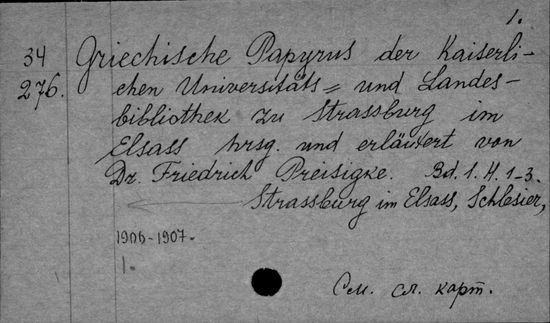 1.
34 Griechische Papyrus der Kaiserli-
276. chen Universitäts= und Landes-
bibliothek zu Strassburg im
Elsass hrsg. und erläutert von
Dr. Friedrich Preisigke. Bd. 1. H. 1-3.
Strassburg im Elsass, Schlesier,
1906-1907.
1.
См. сл. карт.